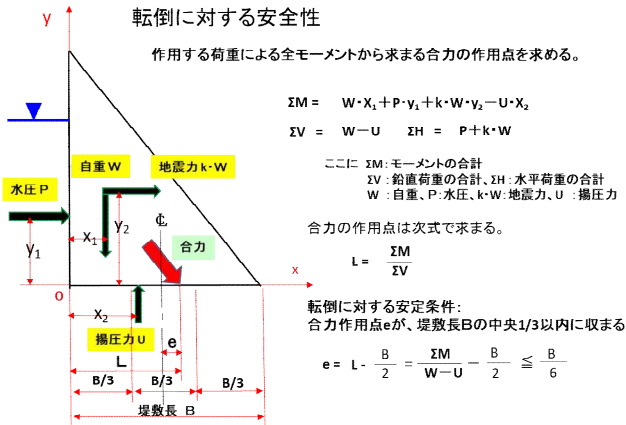 転倒に対する安全性
作用する荷重による全モーメントから求まる合力の作用点を求める。
ΣM = W・X₁+P・y₁+k・W・y₂-U・X₂
ΣV = W-U ΣH = P+k・W
ここに ΣM:モーメントの合計
ΣV:鉛直荷重の合計、ΣH:水平荷重の合計
W:自重、P:水圧、k・W:地震力、U:揚圧力
合力の作用点は次式で求まる。
L = ΣM
ΣV
転倒に対する安定条件:
合力作用点eが、堤敷長Bの中央1/3以内に収まる
e = L - B/2 = ΣM/W-U - B/2 ≦ B/6
y
自重W
地震力k・W
水圧P
X₁
y₂
℄
合力
y₁
x
O
X₂
揚圧力U
e
L
B/3
B/3
B/3
堤敷長 B